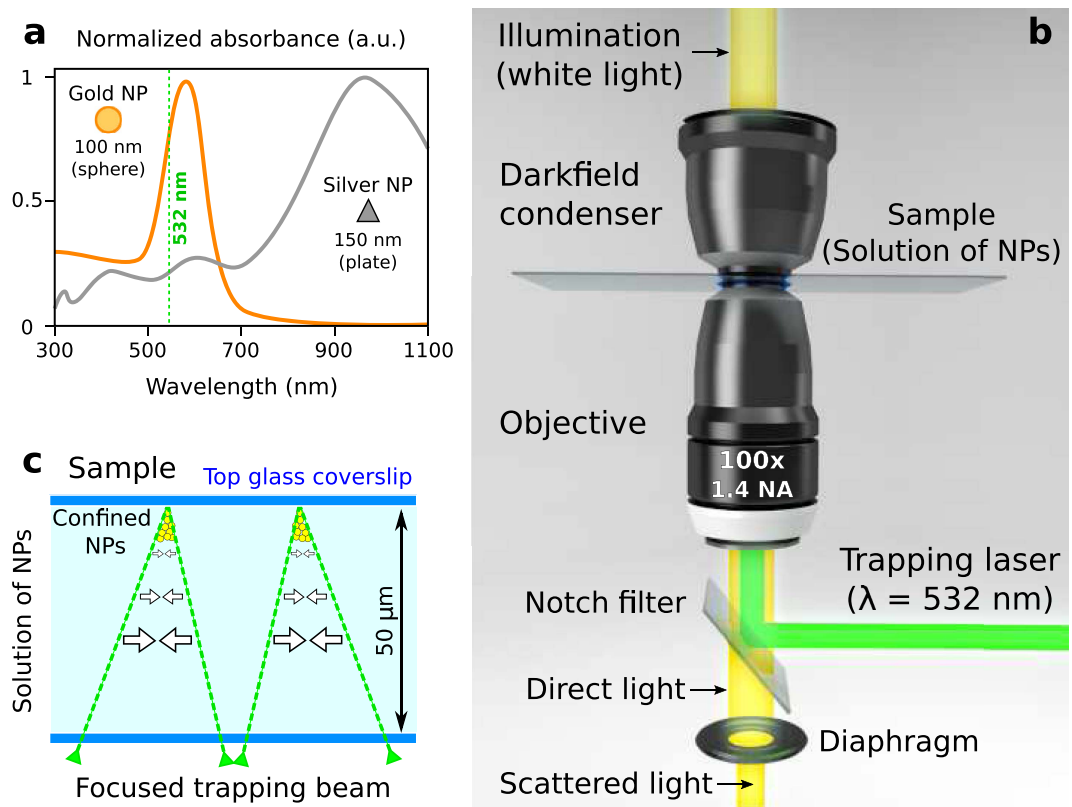 a
Normalized absorbance (a.u.)
1
0.5
0
Gold NP
100 nm
(sphere)
532 nm
Silver NP
150 nm
(plate)
300
500
700
900
1100
Wavelength (nm)
b
Illumination
(white light)
Darkfield
condenser
Sample
(Solution of NPs)
Objective
100x
1.4 NA
Trapping laser
(λ = 532 nm)
Notch filter
Direct light
Diaphragm
Scattered light
c
Sample
Top glass coverslip
Confined
NPs
Solution of NPs
50 µm
Focused trapping beam